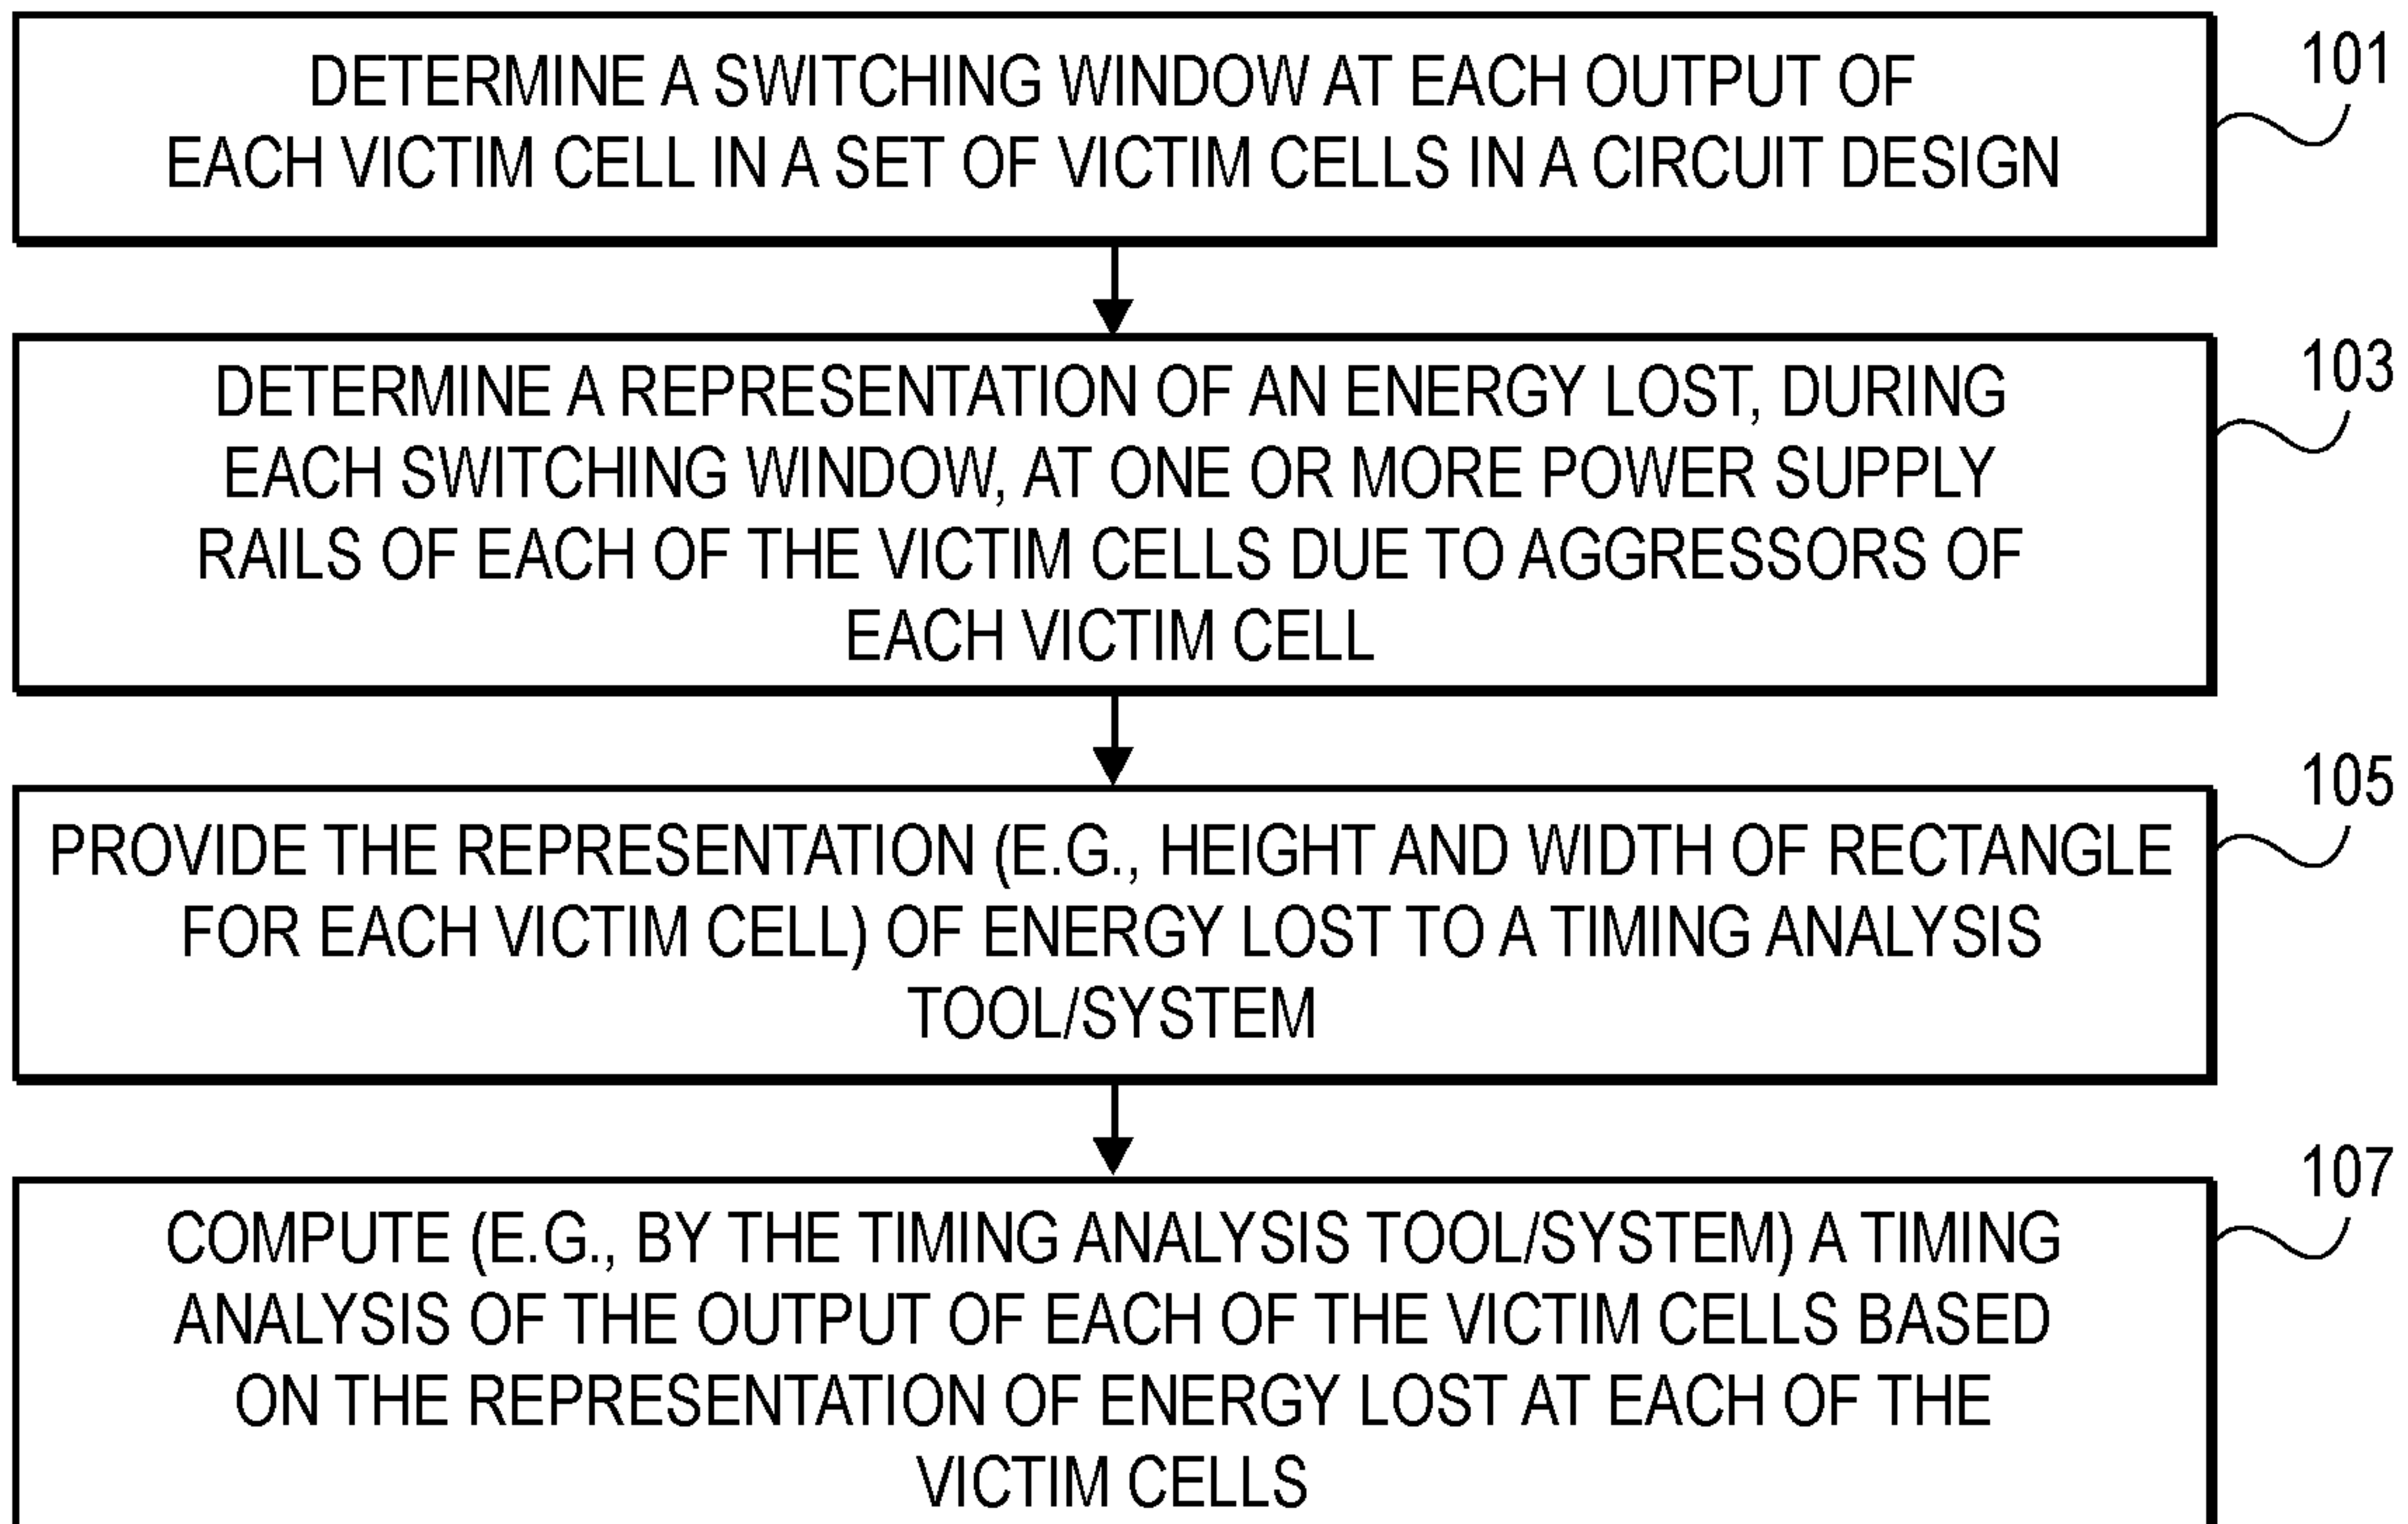 DETERMINE A SWITCHING WINDOW AT EACH OUTPUT OF
EACH VICTIM CELL IN A SET OF VICTIM CELLS IN A CIRCUIT DESIGN
101
DETERMINE A REPRESENTATION OF AN ENERGY LOST, DURING
EACH SWITCHING WINDOW, AT ONE OR MORE POWER SUPPLY
RAILS OF EACH OF THE VICTIM CELLS DUE TO AGGRESSORS OF
EACH VICTIM CELL
103
PROVIDE THE REPRESENTATION (E.G., HEIGHT AND WIDTH OF RECTANGLE
FOR EACH VICTIM CELL) OF ENERGY LOST TO A TIMING ANALYSIS
TOOL/SYSTEM
105
COMPUTE (E.G., BY THE TIMING ANALYSIS TOOL/SYSTEM) A TIMING
ANALYSIS OF THE OUTPUT OF EACH OF THE VICTIM CELLS BASED
ON THE REPRESENTATION OF ENERGY LOST AT EACH OF THE
VICTIM CELLS
107